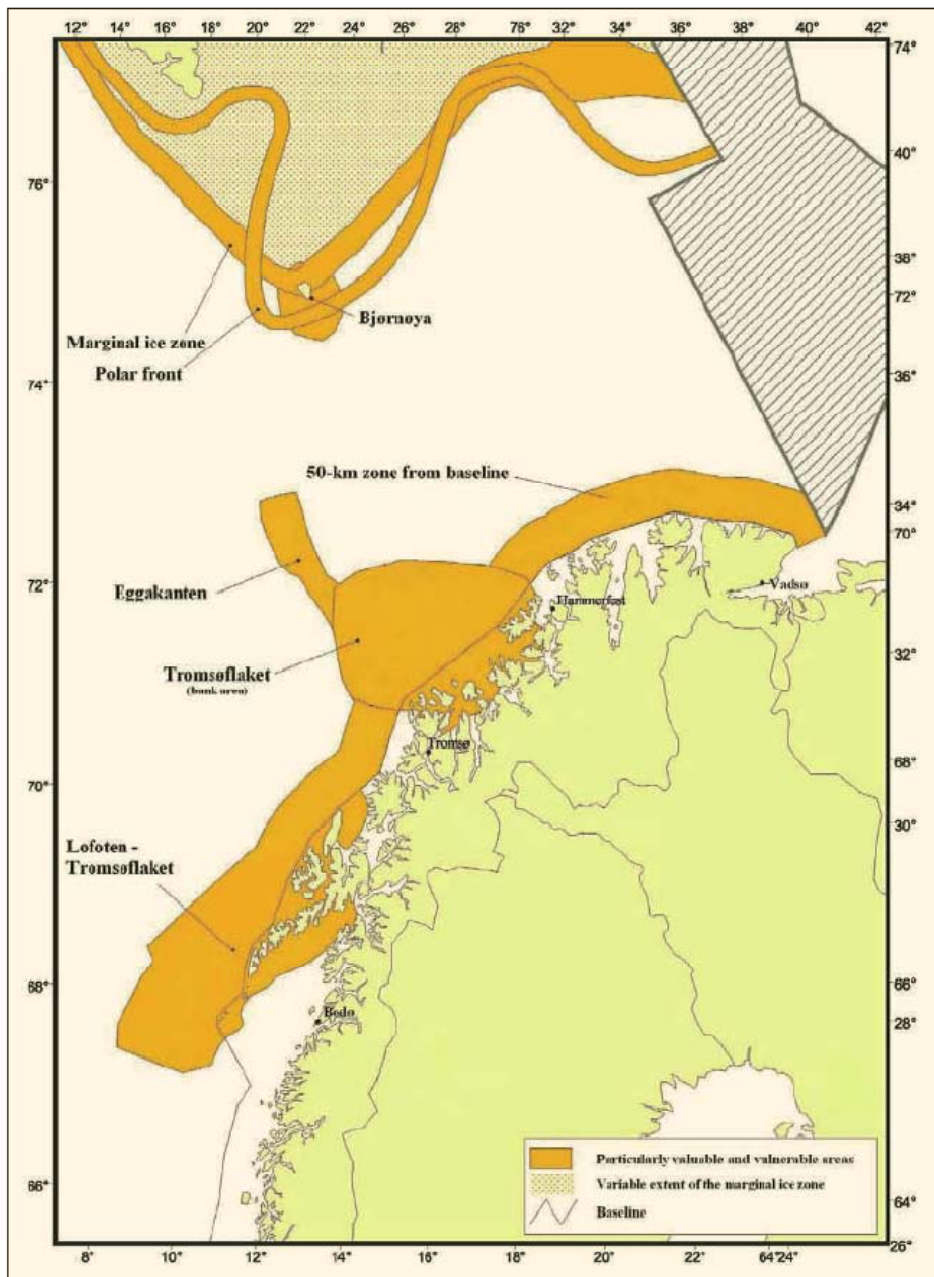 12° 14° 16° 18° 20° 22° 24° 26° 28° 76° 32° 34° 36° 38° 40° 42°
74°
40°
76°
38°
72°
Bjørnøya
Marginal ice zone
Polar front
36°
74°
50-km zone from baseline
34°
70°
72°
Eggakanten
Vadsø
Hammerfest
32°
Tromsøflaket
(bank area)
Tromsø
68°
70°
30°
Lofoten -
Tromsøflaket
68°
66°
28°
Bodø
Particularly valuable and vulnerable areas
Variable extent of the marginal ice zone
Baseline
66°
64°
26°
8° 10° 12° 14° 16° 18° 20° 22° 64°24°